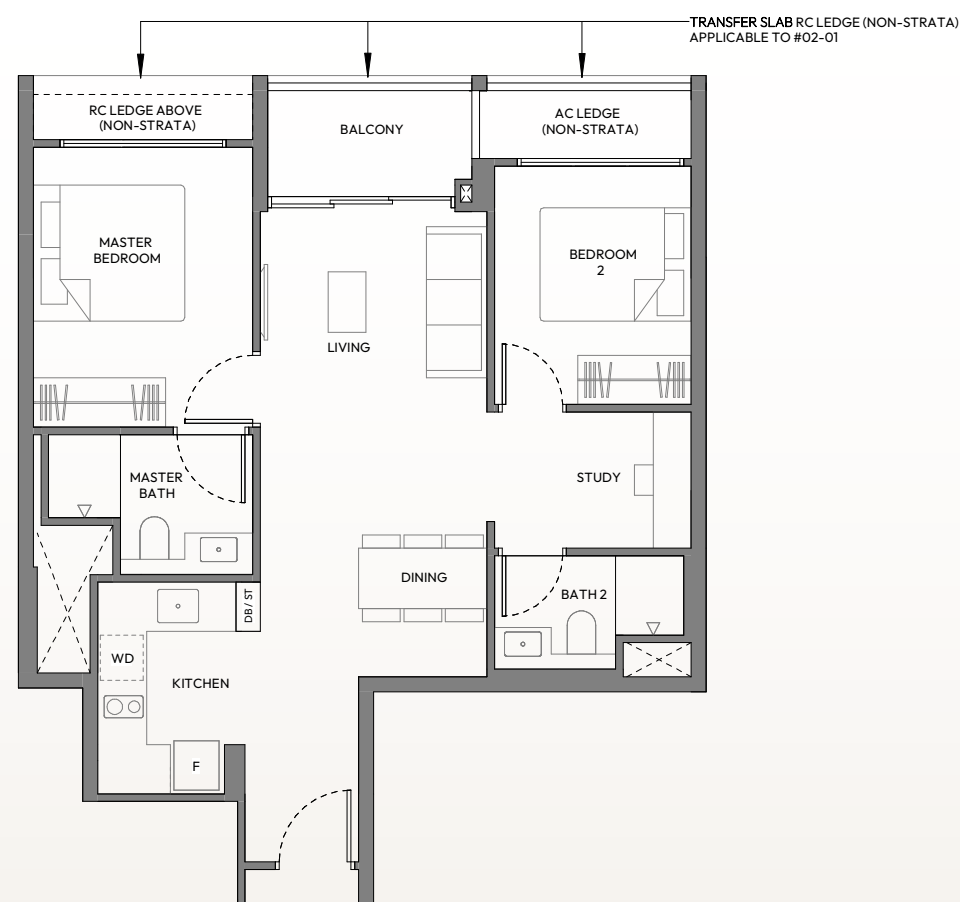 TRANSFER SLAB RC LEDGE (NON-STRATA)
APPLICABLE TO #02-01
RC LEDGE ABOVE
(NON-STRATA)
BALCONY
AC LEDGE
(NON-STRATA)
MASTER
BEDROOM
BEDROOM
2
LIVING
MASTER
BATH
STUDY
DINING
DB / ST
BATH 2
WD
KITCHEN
F